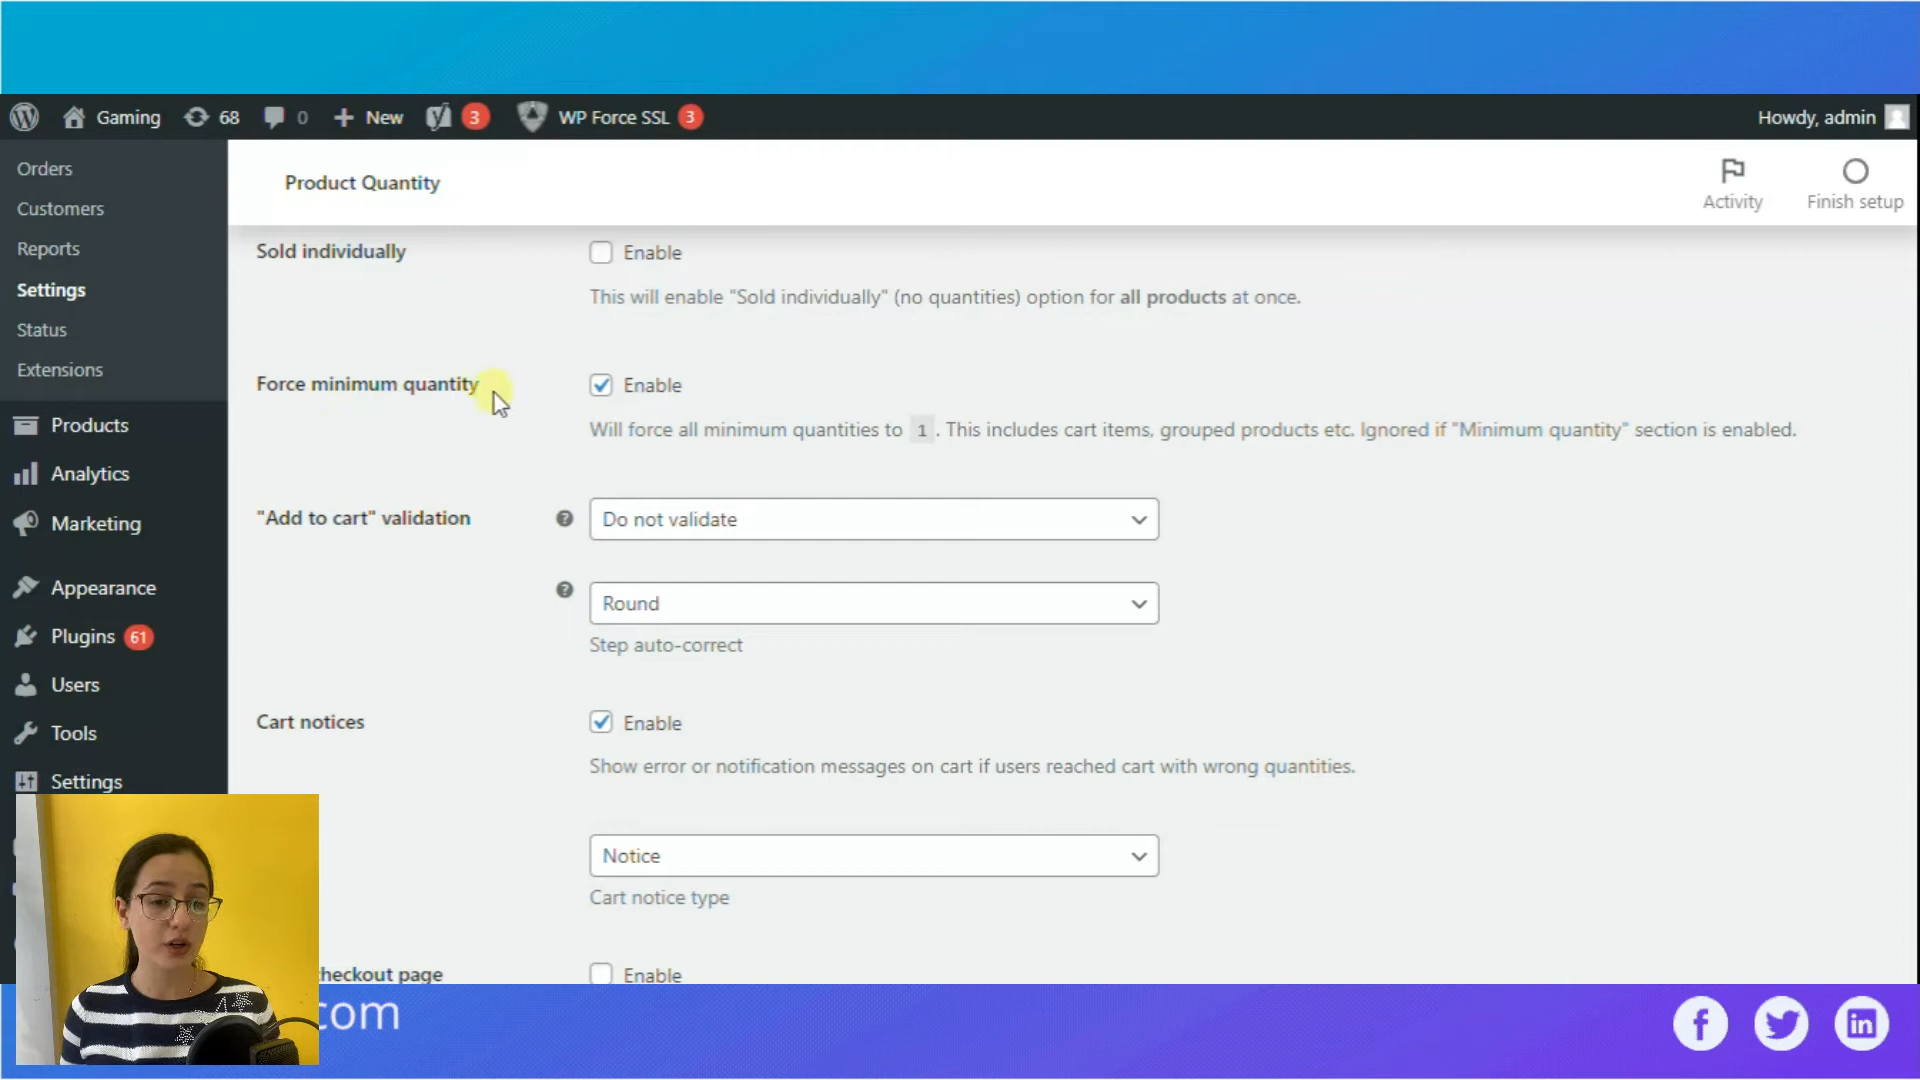 Gaming 68 0 New 3 WP Force SSL 3 Howdy, admin
Orders
Customers
Reports
Settings
Status
Extensions
Products
Analytics
Marketing
Appearance
Plugins 61
Users
Tools
Settings
Product Quantity
Activity
Finish setup
Sold individually
Enable
This will enable "Sold individually" (no quantities) option for all products at once.
Force minimum quantity
Enable
Will force all minimum quantities to 1 . This includes cart items, grouped products etc. Ignored if "Minimum quantity" section is enabled.
"Add to cart" validation
Do not validate
Round
Step auto-correct
Cart notices
Enable
Show error or notification messages on cart if users reached cart with wrong quantities.
Notice
Cart notice type
checkout page
Enable
.com